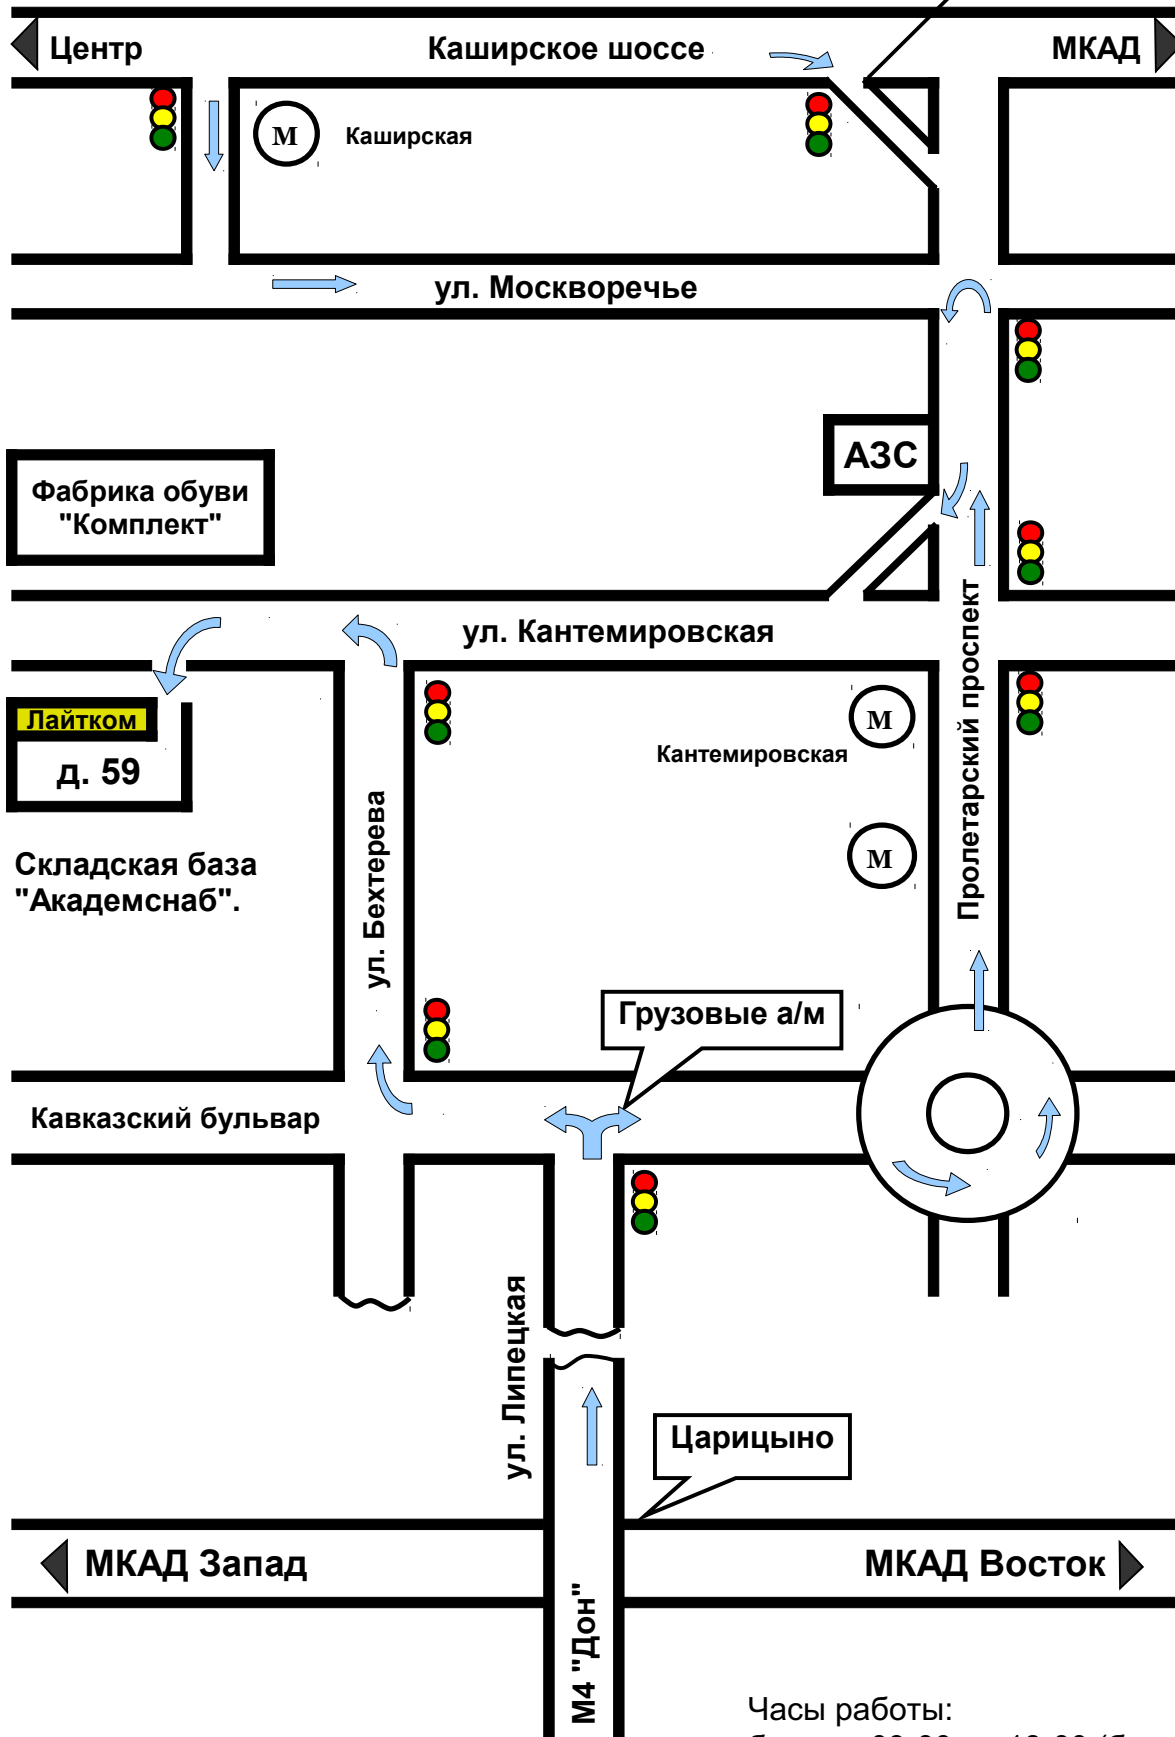 Центр
Каширское шоссе
МКАД
М
Каширская
ул. Москворечье
АЗС
Фабрика обуви
"Комплект"
ул. Кантемировская
Лайтком
д. 59
М
Кантемировская
М
Пролетарский проспект
Складская база
"Академснаб".
ул. Бехтерева
Грузовые а/м
Кавказский бульвар
ул. Липецкая
Царицыно
МКАД Запад
МКАД Восток
М4 "Дон"
Часы работы: